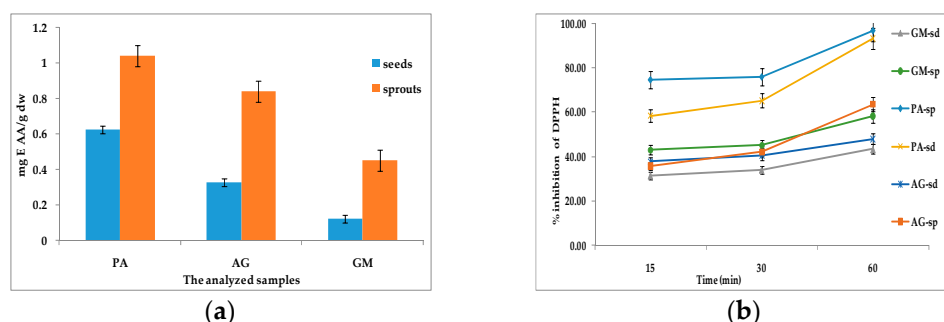 1.2
1
0.8
0.6
0.4
0.2
0
mg E AA/g dw
seeds
sprouts
PA AG GM
The analyzed samples
(a)
100.00
80.00
60.00
40.00
20.00
0.00
% inhibition of DPPH
15 30 60
Time (min)
GM-sd
GM-sp
PA-sp
PA-sd
AG-sd
AG-sp
(b)